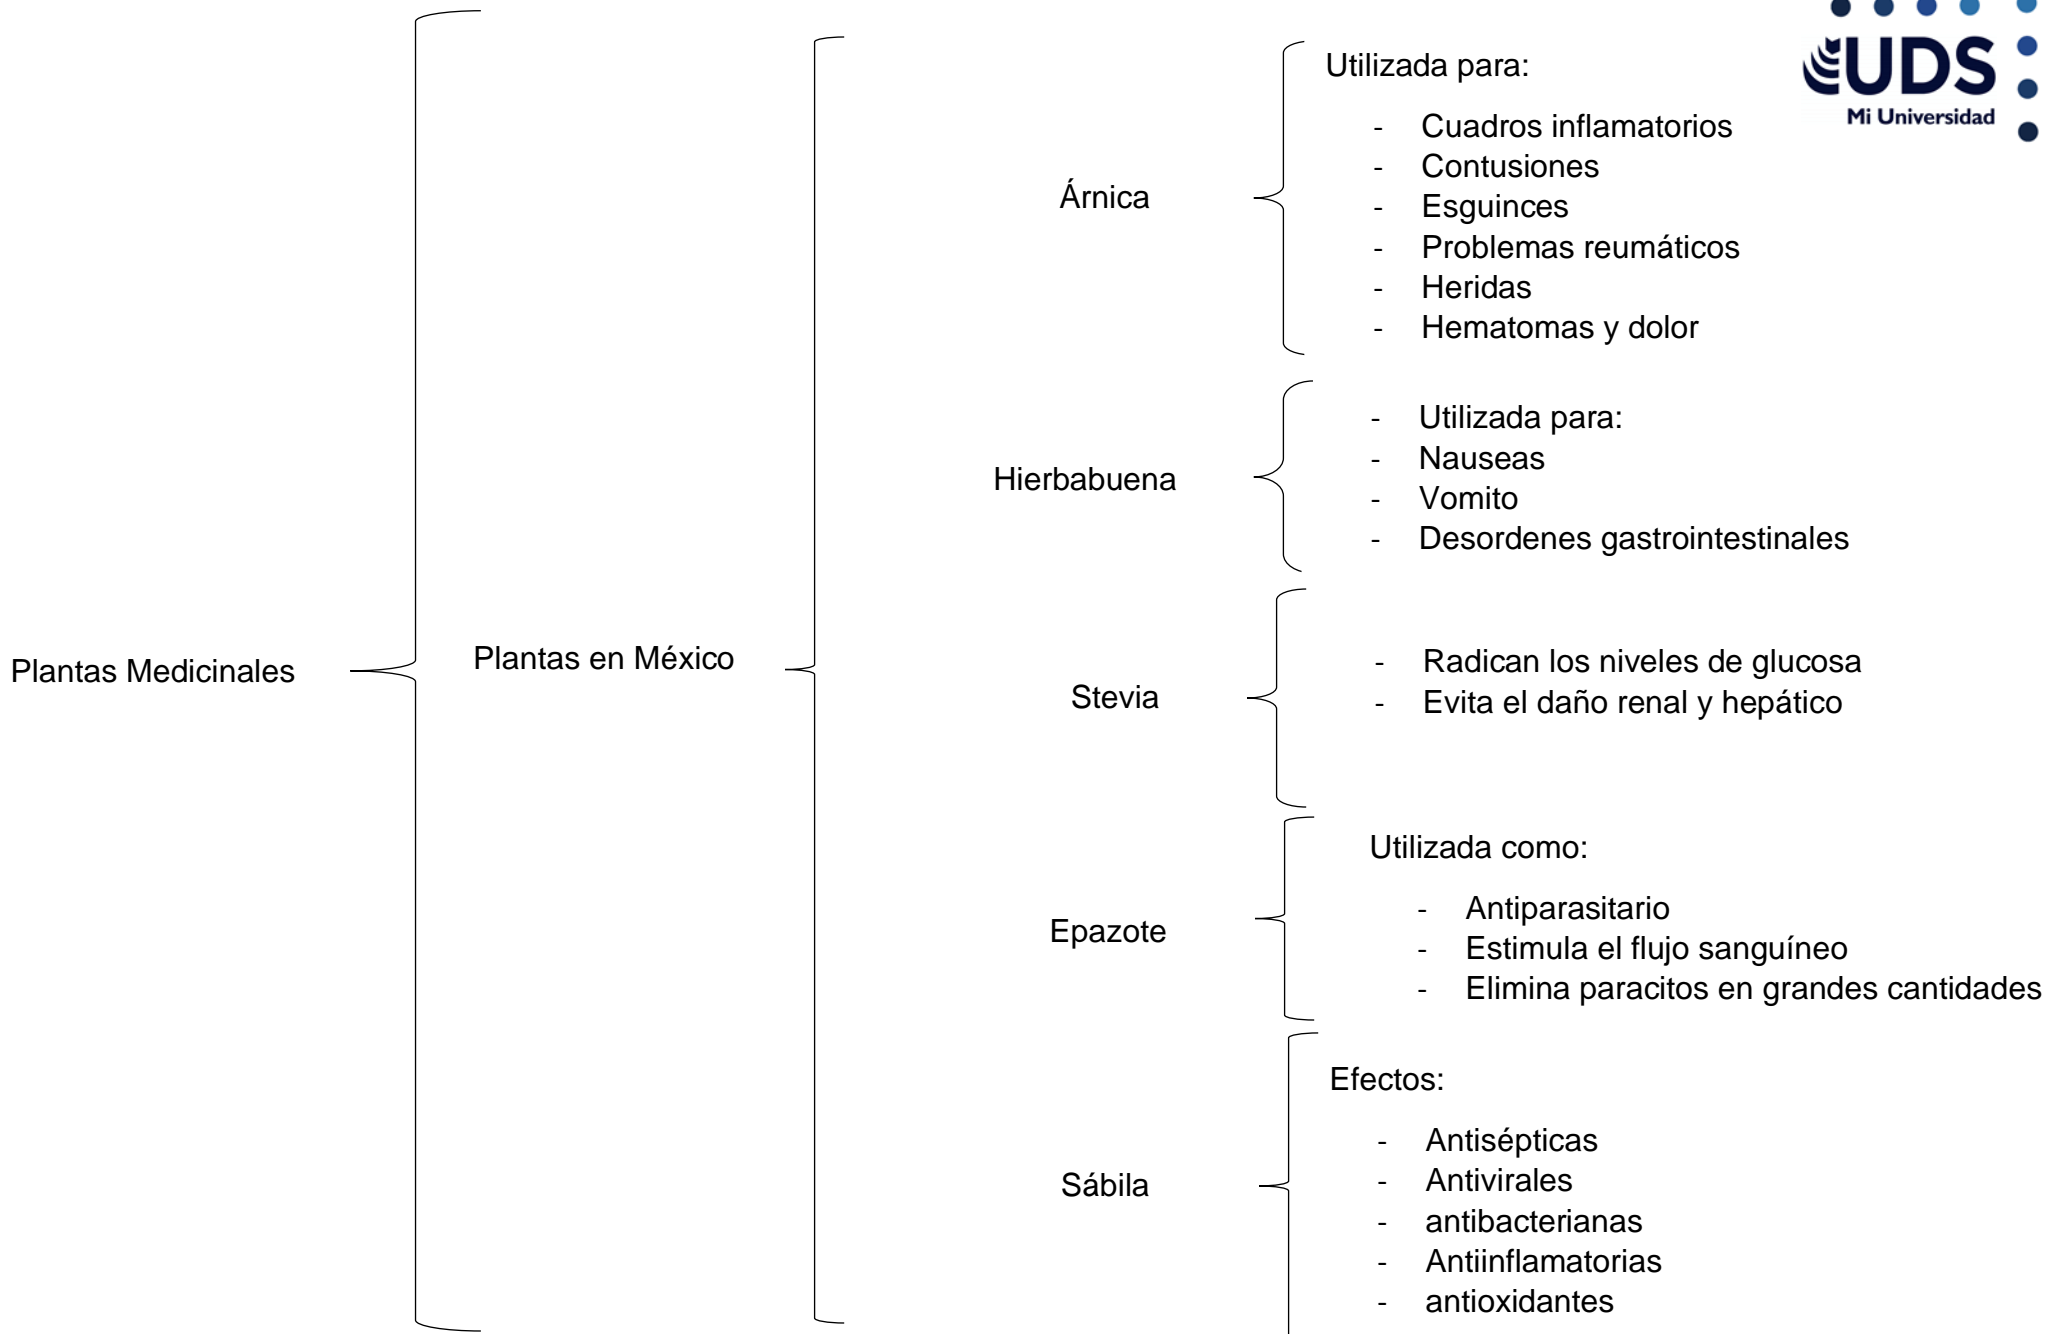 UDS
Mi Universidad
Plantas Medicinales
Plantas en México
Árnica
Utilizada para:
- Cuadros inflamatorios
- Contusiones
- Esguinces
- Problemas reumáticos
- Heridas
- Hematomas y dolor
Hierbabuena
- Utilizada para:
- Nauseas
- Vomito
- Desordenes gastrointestinales
Stevia
- Radican los niveles de glucosa
- Evita el daño renal y hepático
Epazote
Utilizada como:
- Antiparasitario
- Estimula el flujo sanguíneo
- Elimina paracitos en grandes cantidades
Sábila
Efectos:
- Antisépticas
- Antivirales
- antibacterianas
- Antiinflamatorias
- antioxidantes